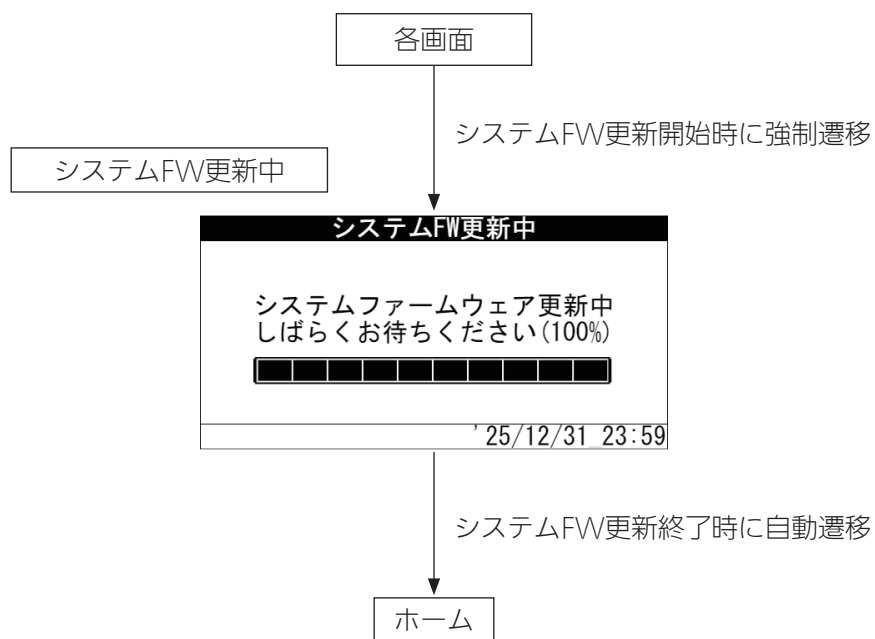 各画面
システムFW更新開始時に強制遷移
システムFW更新中
システムFW更新中
システムファームウェア更新中
しばらくお待ちください(100%)
'25/12/31_23:59
システムFW更新終了時に自動遷移
ホーム